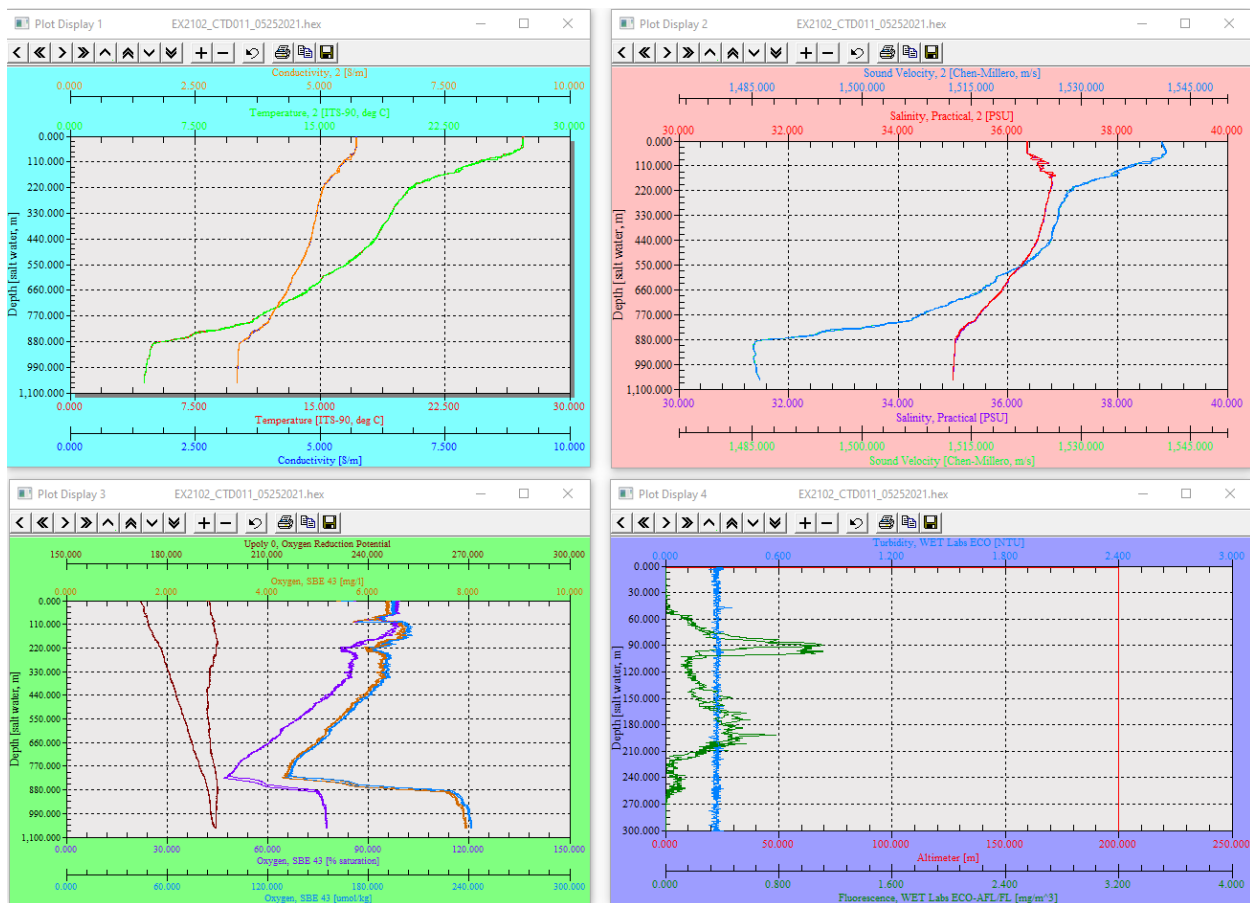 Plot Display 1 EX2102_CTD011_05252021.hex
Conductivity, 2 [S/m]
0.000 2.500 5.000 7.500 10.000
Temperature, 2 [ITS-90, deg C]
0.000 7.500 15.000 22.500 30.000
Depth [salt water, m]
0.000
110.000
220.000
330.000
440.000
550.000
660.000
770.000
880.000
990.000
1,100.000
0.000 7.500 15.000 22.500 30.000
Temperature [ITS-90, deg C]
0.000 2.500 5.000 7.500 10.000
Conductivity [S/m]
Plot Display 2 EX2102_CTD011_05252021.hex
Sound Velocity, 2 [Chen-Millero, m/s]
1,485.000 1,500.000 1,515.000 1,530.000 1,545.000
Salinity, Practical, 2 [PSU]
30.000 32.000 34.000 36.000 38.000 40.000
Depth [salt water, m]
0.000
110.000
220.000
330.000
440.000
550.000
660.000
770.000
880.000
990.000
1,100.000
30.000 32.000 34.000 36.000 38.000 40.000
Salinity, Practical [PSU]
1,485.000 1,500.000 1,515.000 1,530.000 1,545.000
Sound Velocity [Chen-Millero, m/s]
Plot Display 3 EX2102_CTD011_05252021.hex
Upoly 0, Oxygen Reduction Potential
150.000 180.000 210.000 240.000 270.000 300.000
Oxygen, SBE 43 [mg/l]
0.000 2.000 4.000 6.000 8.000 10.000
Depth [salt water, m]
0.000
110.000
220.000
330.000
440.000
550.000
660.000
770.000
880.000
990.000
1,100.000
0.000 30.000 60.000 90.000 120.000 150.000
Oxygen, SBE 43 [% saturation]
0.000 60.000 120.000 180.000 240.000 300.000
Oxygen, SBE 43 [umol/kg]
Plot Display 4 EX2102_CTD011_05252021.hex
Turbidity, WET Labs ECO [NTU]
0.000 0.600 1.200 1.800 2.400 3.000
Depth [salt water, m]
0.000
30.000
60.000
90.000
120.000
150.000
180.000
210.000
240.000
270.000
300.000
0.000 50.000 100.000 150.000 200.000 250.000
Altimeter [m]
0.000 0.800 1.600 2.400 3.200 4.000
Fluorescence, WET Labs ECO-AFL/FL [mg/m^3]